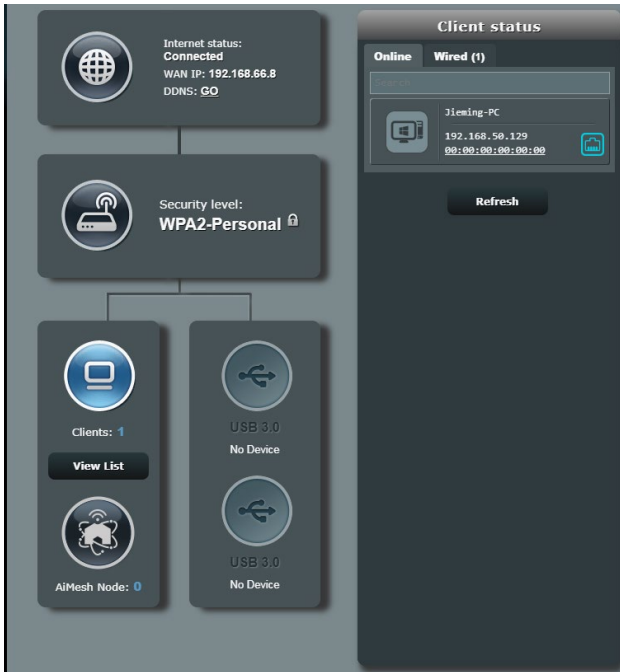 Internet status:
Connected
WAN IP: 192.168.66.8
DDNS: GO
Security level:
WPA2-Personal
Clients: 1
View List
AiMesh Node: 0
USB 3.0
No Device
USB 3.0
No Device
Client status
Online Wired (1)
Search
Jieming-PC
192.168.50.129
00:00:00:00:00:00
Refresh